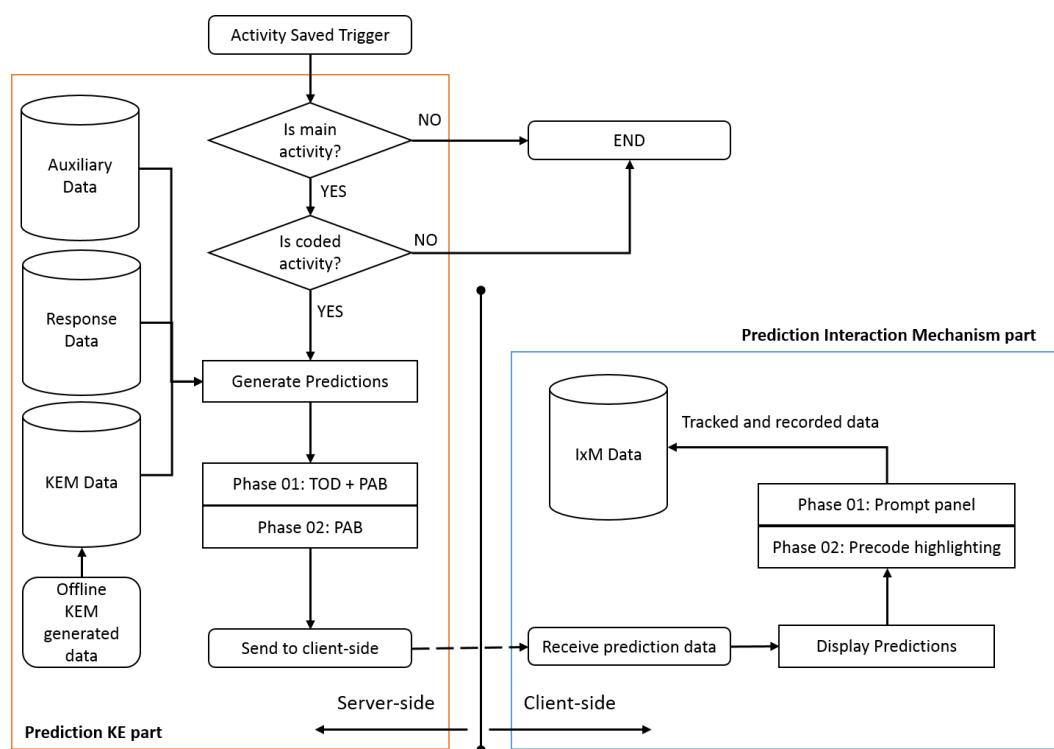 Activity Saved Trigger
Is main
activity?
NO
END
YES
Auxiliary
Data
Is coded
activity?
NO
YES
Response
Data
Generate Predictions
KEM Data
Phase 01: TOD + PAB
Phase 02: PAB
Offline
KEM
generated
data
Send to client-side
Prediction KE part
Server-side
Client-side
Prediction Interaction Mechanism part
IxM Data
Tracked and recorded data
Phase 01: Prompt panel
Phase 02: Precode highlighting
Receive prediction data
Display Predictions